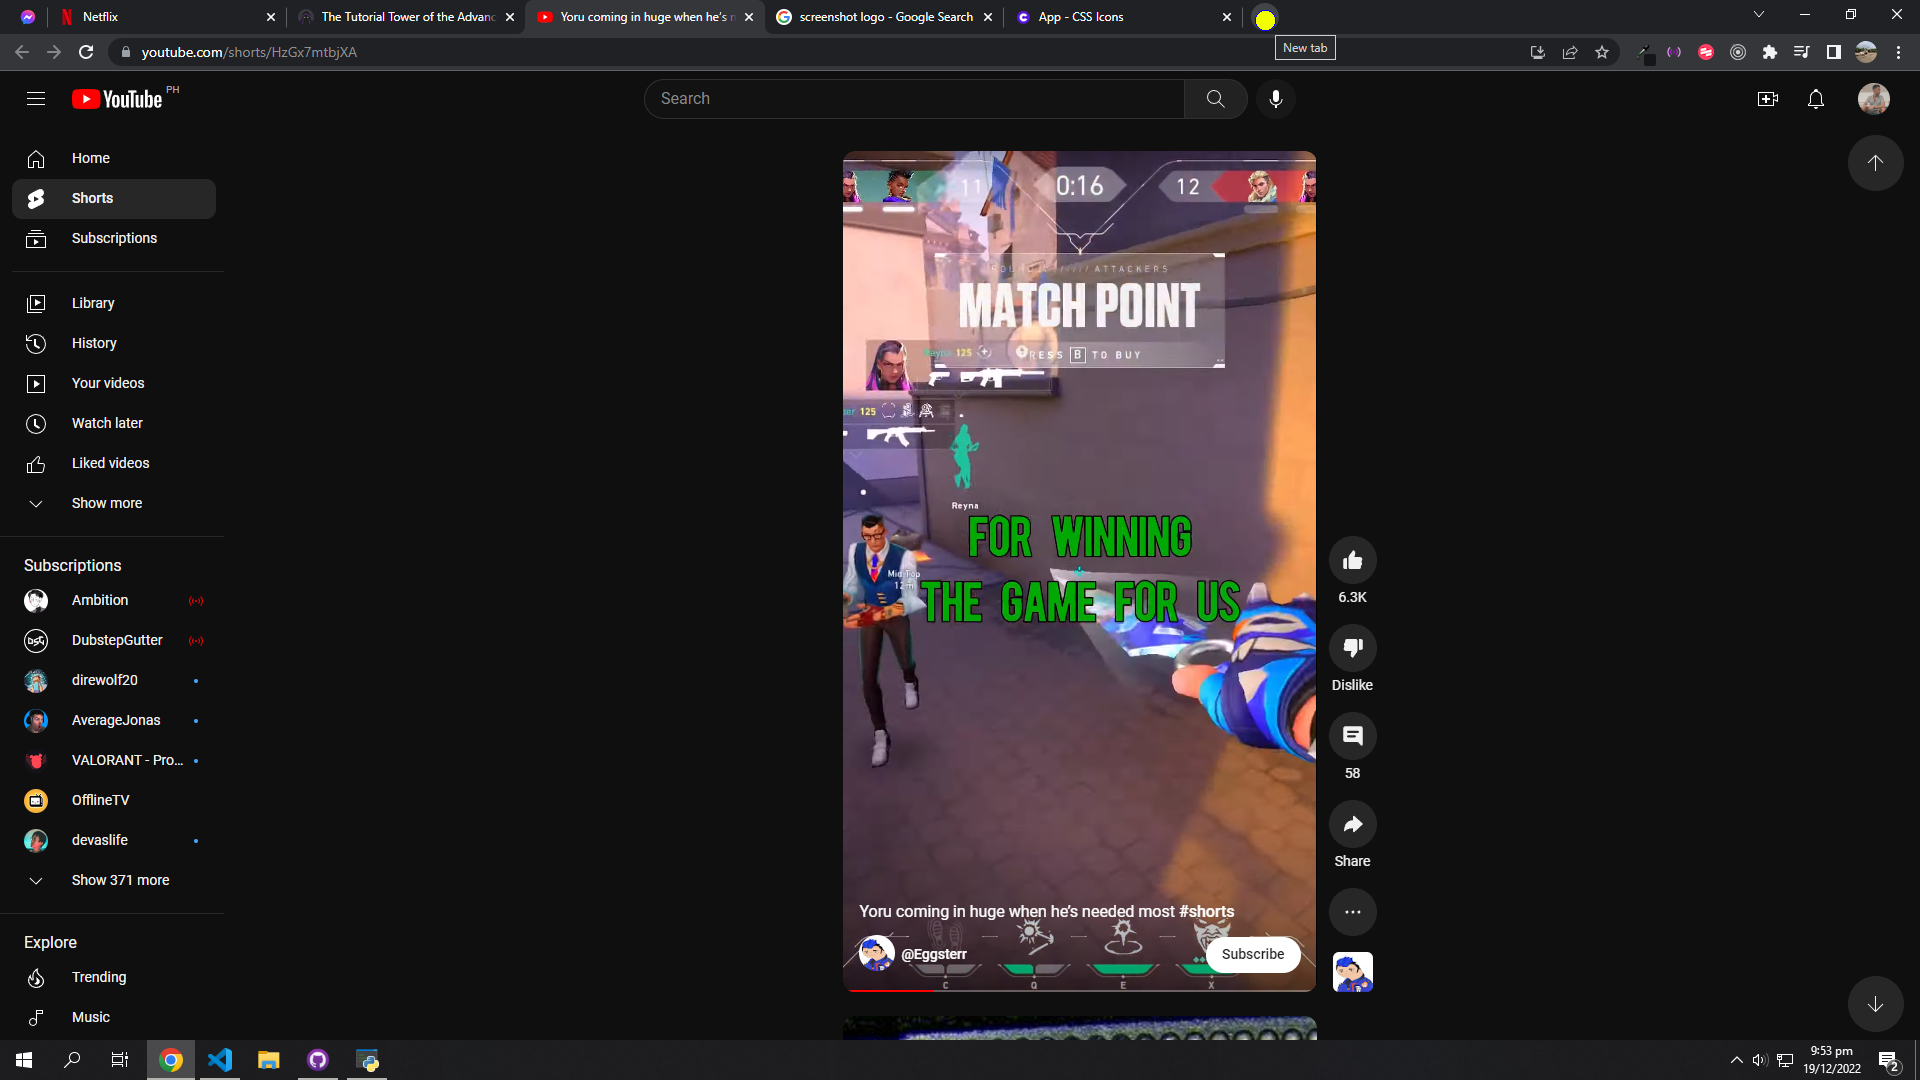 Netflix
The Tutorial Tower of the Advanc
Yoru coming in huge when he's n
screenshot logo - Google Search
App - CSS Icons
New tab
youtube.com/shorts/HzGx7mtbjXA
YouTube PH
Search
Home
Shorts
Subscriptions
Library
History
Your videos
Watch later
Liked videos
Show more
Subscriptions
Ambition
DubstepGutter
direwolf20
AverageJonas
VALORANT - Pro...
OfflineTV
devaslife
Show 371 more
Explore
Trending
Music
11
0:16
12
ATTACKERS
MATCH POINT
PRESS B TO BUY
Reyna 125
125
Reyna
FOR WINNING
Mid Top
12m
THE GAME FOR US
Yoru coming in huge when he's needed most #shorts
@Eggsterr
Subscribe
C Q E X
6.3K
Dislike
58
Share
9:53 pm
19/12/2022
2